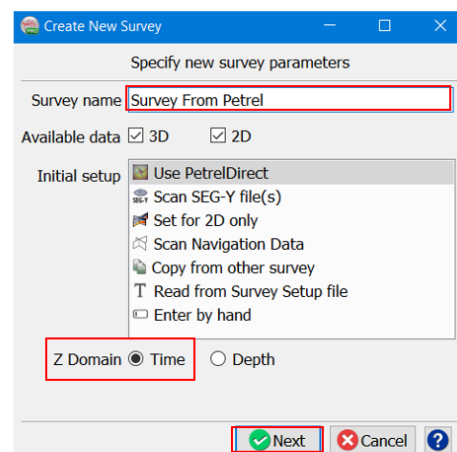 Create New Survey
Specify new survey parameters
Survey name Survey From Petrel
Available data 3D 2D
Initial setup Use PetrelDirect
SEG-Y Scan SEG-Y file(s)
Set for 2D only
Scan Navigation Data
Copy from other survey
T Read from Survey Setup file
Enter by hand
Z Domain Time Depth
Next Cancel ?